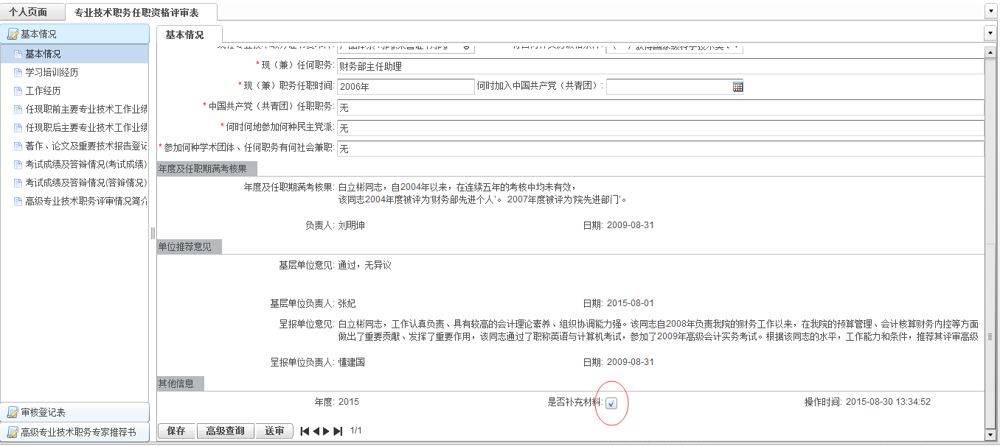 个人页面
专业技术职务任职资格评审表
基本情况
基本情况
学习培训经历
工作经历
任现职前主要专业技术工作业绩
任现职后主要专业技术工作业绩
著作、论文及重要技术报告登记
考试成绩及答辩情况(考试成绩)
考试成绩及答辩情况(答辩情况)
高级专业技术职务评审情况简介
审核登记表
高级专业技术职务专家推荐书
基本情况
*现（兼）任何职务: 财务部主任助理
*现（兼）职务任职时间: 2006年 何时加入中国共产党（共青团）:
*中国共产党（共青团）任职职务: 无
*何时何地参加何种民主党派: 无
*参加何种学术团体、任何职务有何社会兼职: 无
年度及任职期满考核果
年度及任职期满考核果: 白立彬同志，自2004年以来，在连续五年的考核中均未有效，
该同志2004年度被评为'财务部先进个人'。 2007年度被评为'院先进部门'。
负责人: 刘明坤 日期: 2009-08-31
单位推荐意见
基层单位意见: 通过，无异议
基层单位负责人: 张妃 日期: 2015-08-01
呈报单位意见: 白立彬同志，工作认真负责、具有较高的会计理论素养、组织协调能力强。该同志自2008年负责我院的财务工作以来，在我院的预算管理、会计核算财务内控等方面
做出了重要贡献、发挥了重要作用，该同志通过了职称英语与计算机考试，参加了2009年高级会计实务考试。根据该同志的水平，工作能力和条件，推荐其评审高级
呈报单位负责人: 懂建国 日期: 2009-08-31
其他信息
年度: 2015 是否补充材料: 操作时间: 2015-08-30 13:34:52
保存 高级查询 送审 1/1